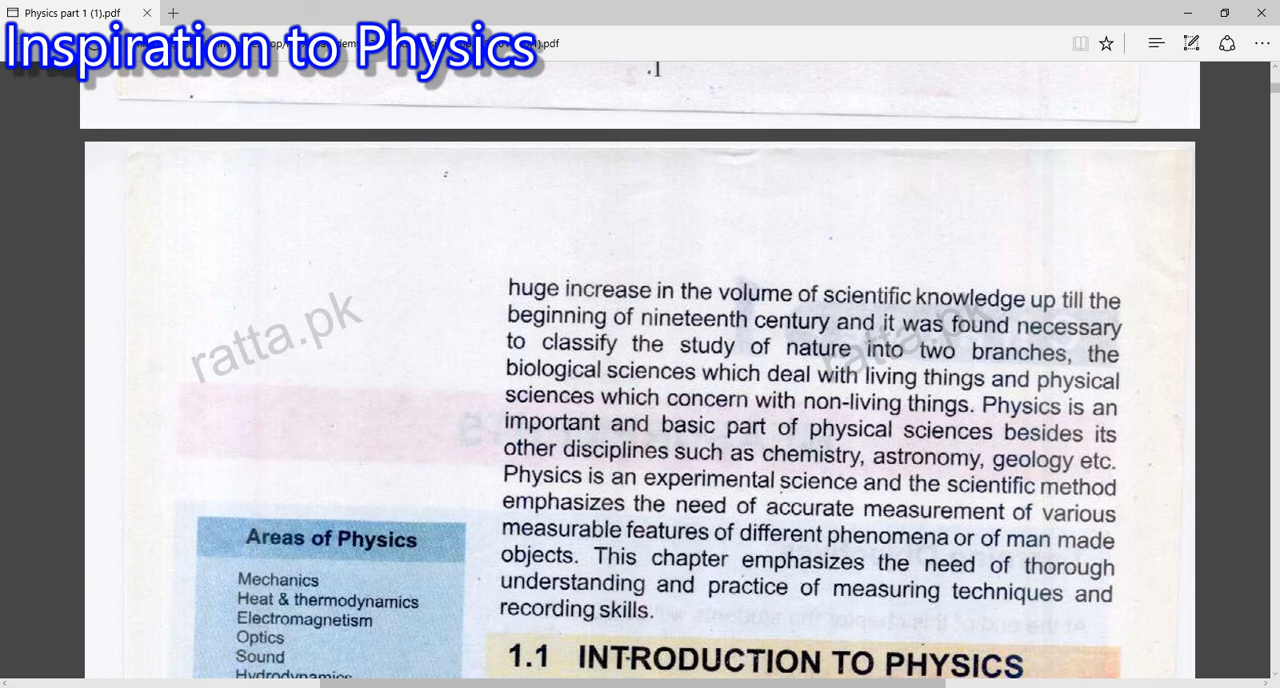 Physics part 1 (1).pdf
Inspiration to Physics
.pdf
huge increase in the volume of scientific knowledge up till the
beginning of nineteenth century and it was found necessary
to classify the study of nature into two branches, the
biological sciences which deal with living things and physical
sciences which concern with non-living things. Physics is an
important and basic part of physical sciences besides its
other disciplines such as chemistry, astronomy, geology etc.
Physics is an experimental science and the scientific method
emphasizes the need of accurate measurement of various
measurable features of different phenomena or of man made
objects. This chapter emphasizes the need of thorough
understanding and practice of measuring techniques and
recording skills.
ratta.pk
ratta.pk
Areas of Physics
Mechanics
Heat & thermodynamics
Electromagnetism
Optics
Sound
Hydrodynamics
1.1 INTRODUCTION TO PHYSICS